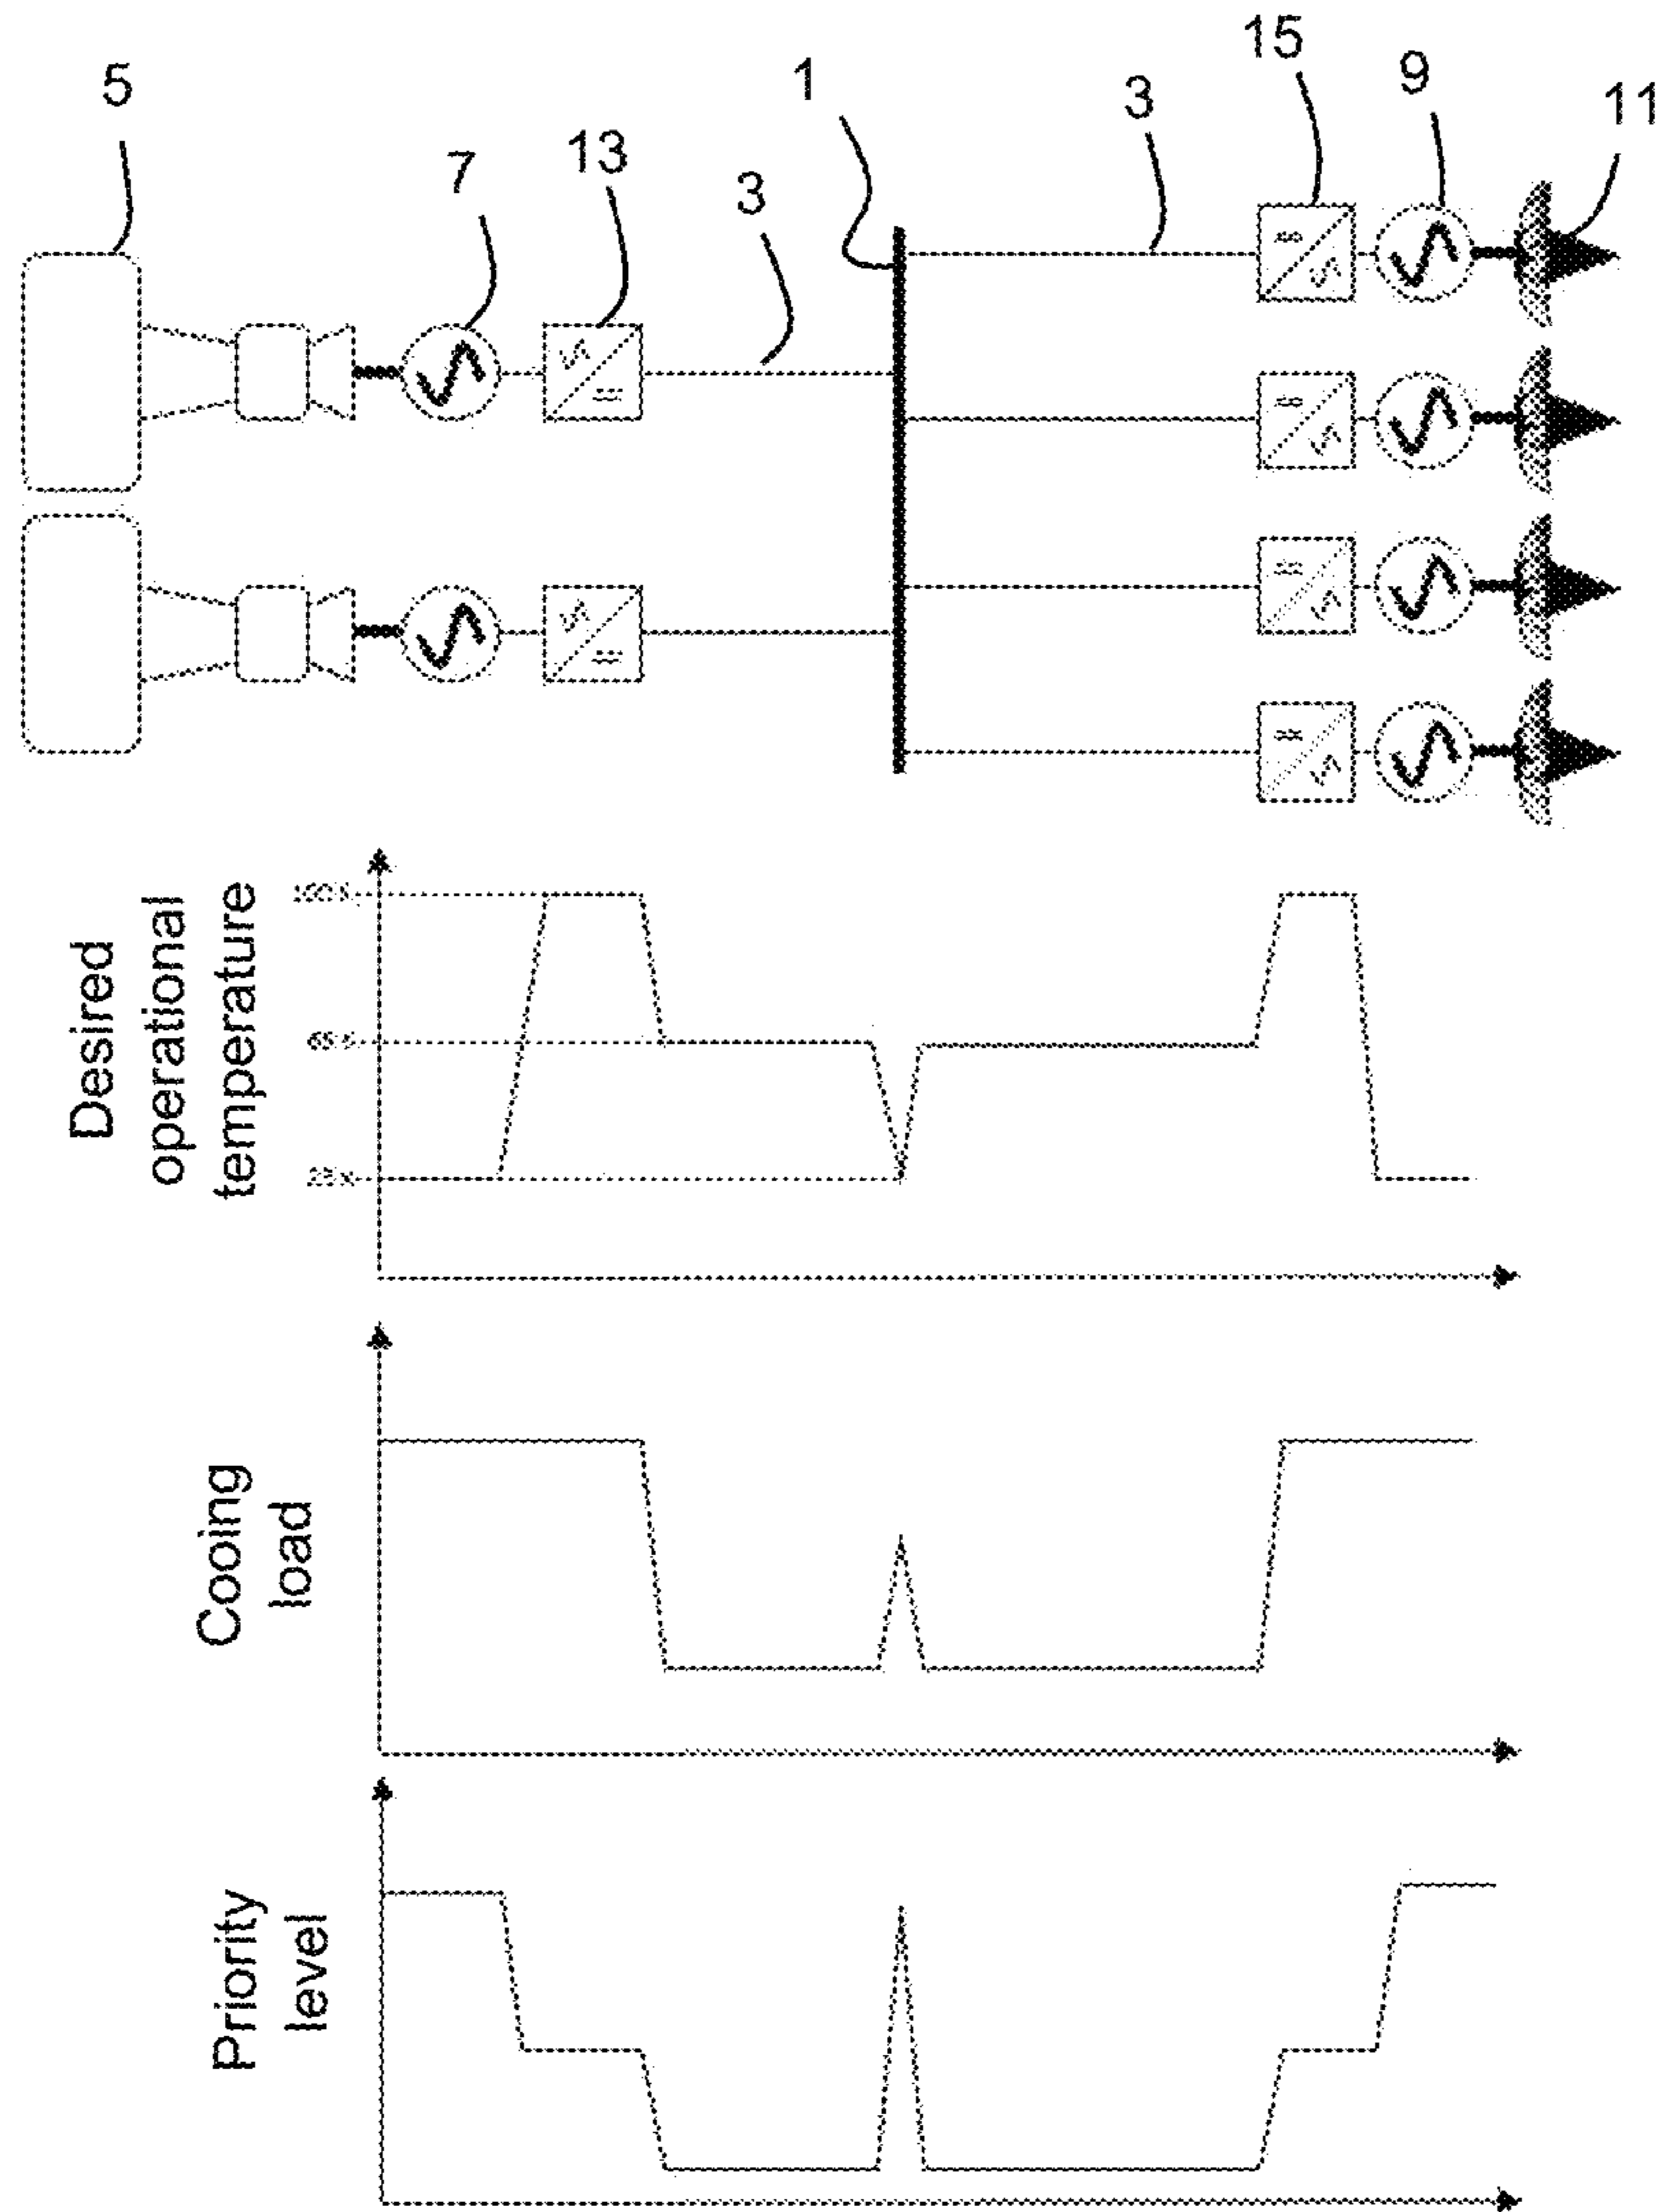 5
7
13
3
1
3
15
9
11
Desired
operational
temperature
Cooing
load
Priority
level